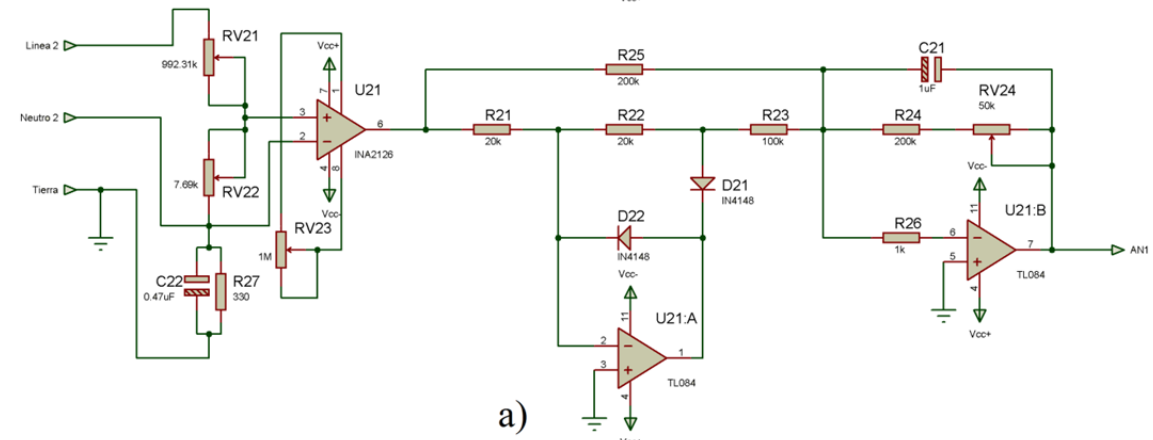 Vcc-
Linea 2
RV21
992.31k
Neutro 2
7.69k
RV22
Tierra
C22
0.47uF
R27
330
Vcc+
7
1
U21
3
2
6
INA2126
4
8
Vcc-
RV23
1M
R25
200k
R21
20k
R22
20k
R23
100k
D21
IN4148
D22
IN4148
Vcc-
11
U21:A
2
3
1
TL084
4
C21
1uF
RV24
50k
R24
200k
Vcc-
11
U21:B
R26
1k
6
5
7
TL084
4
Vcc+
AN1
a)